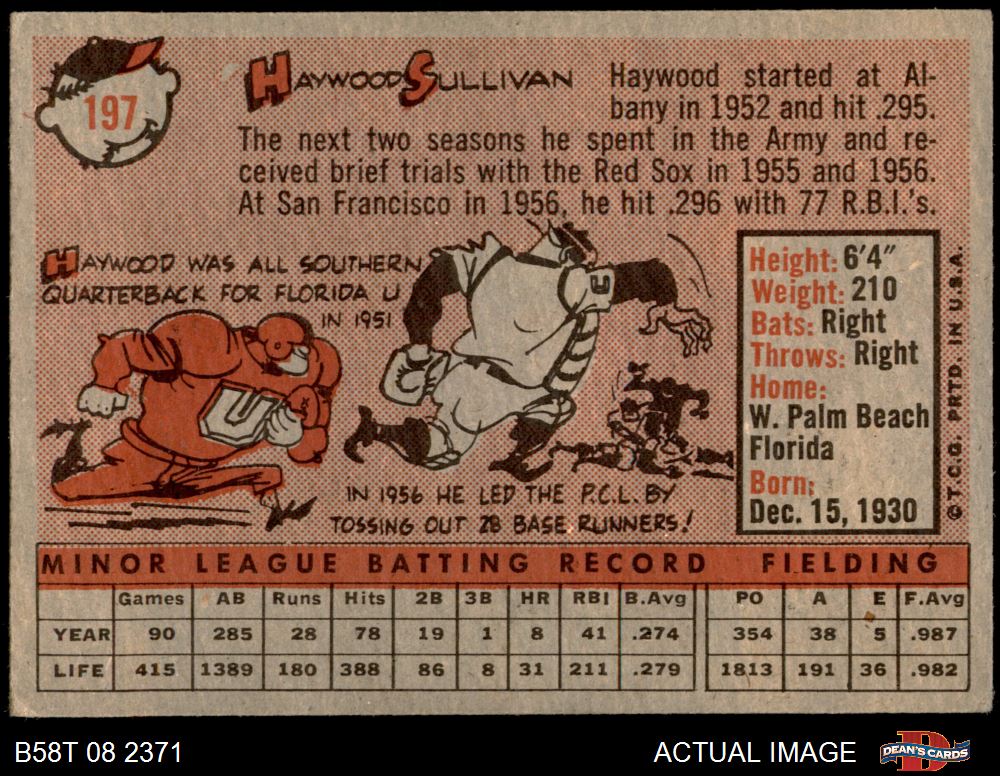 197
HAYWOOD SULLIVAN
Haywood started at Al-
bany in 1952 and hit .295.
The next two seasons he spent in the Army and re-
ceived brief trials with the Red Sox in 1955 and 1956.
At San Francisco in 1956, he hit .296 with 77 R.B.I.'s.
HAYWOOD WAS ALL SOUTHERN
QUARTERBACK FOR FLORIDA U
IN 1951
U
IN 1956 HE LED THE P.C.L. BY
TOSSING OUT 28 BASE RUNNERS!
Height: 6'4"
Weight: 210
Bats: Right
Throws: Right
Home:
W. Palm Beach
Florida
Born:
Dec. 15, 1930
© T.C.G. PRTD. IN U.S.A.
MINOR LEAGUE BATTING RECORD FIELDING
Games AB Runs Hits 2B 3B HR RBI B.Avg PO A E F.Avg
YEAR 90 285 28 78 19 1 8 41 .274 354 38 5 .987
LIFE 415 1389 180 388 86 8 31 211 .279 1813 191 36 .982
B58T 08 2371
ACTUAL IMAGE
DEAN'S CARDS